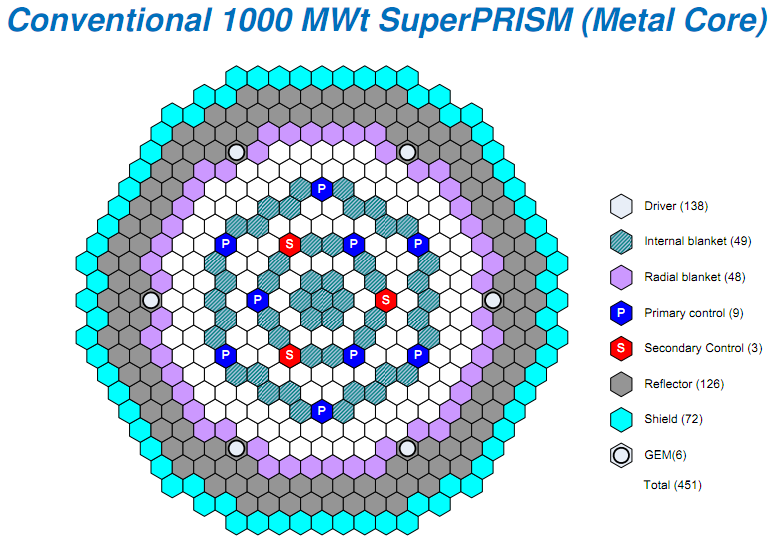 Conventional 1000 MWt SuperPRISM (Metal Core)
P
P S P P
P S
P S P P
P
Driver (138)
Internal blanket (49)
Radial blanket (48)
P Primary control (9)
S Secondary Control (3)
Reflector (126)
Shield (72)
GEM(6)
Total (451)